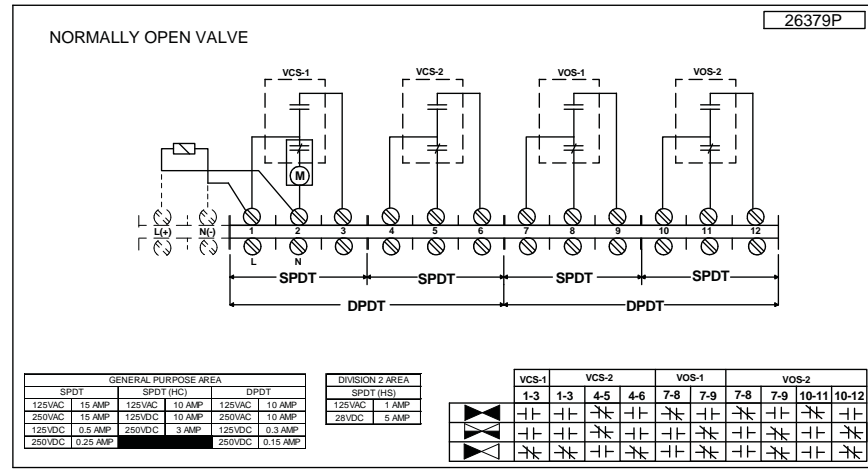 26379P
NORMALLY OPEN VALVE
VCS-1 VCS-2 VOS-1 VOS-2
M
L(+) N(-) 1 2 3 4 5 6 7 8 9 10 11 12
L N
SPDT SPDT SPDT SPDT
DPDT DPDT
GENERAL PURPOSE AREA
SPDT SPDT (HC) DPDT
125VAC 15 AMP 125VAC 10 AMP 125VAC 10 AMP
250VAC 15 AMP 125VDC 10 AMP 250VAC 10 AMP
125VDC 0.5 AMP 250VDC 3 AMP 125VDC 0.3 AMP
250VDC 0.25 AMP 250VDC 0.15 AMP
DIVISION 2 AREA
SPDT (HS)
125VAC 1 AMP
28VDC 5 AMP
VCS-1 VCS-2 VOS-1 VOS-2
1-3 1-3 4-5 4-6 7-8 7-9 7-8 7-9 10-11 10-12